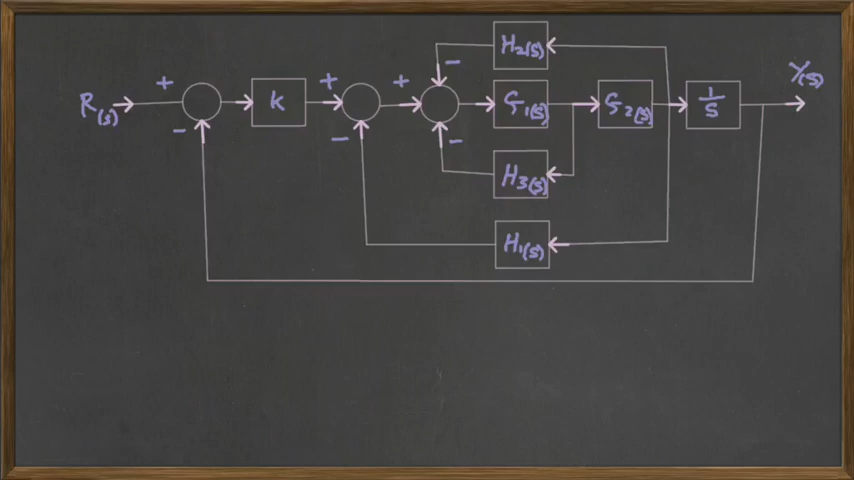 H2(s)
R(s) + k + + G1(s) G2(s) 1/s Y(s)
- - - -
H3(s)
H1(s)